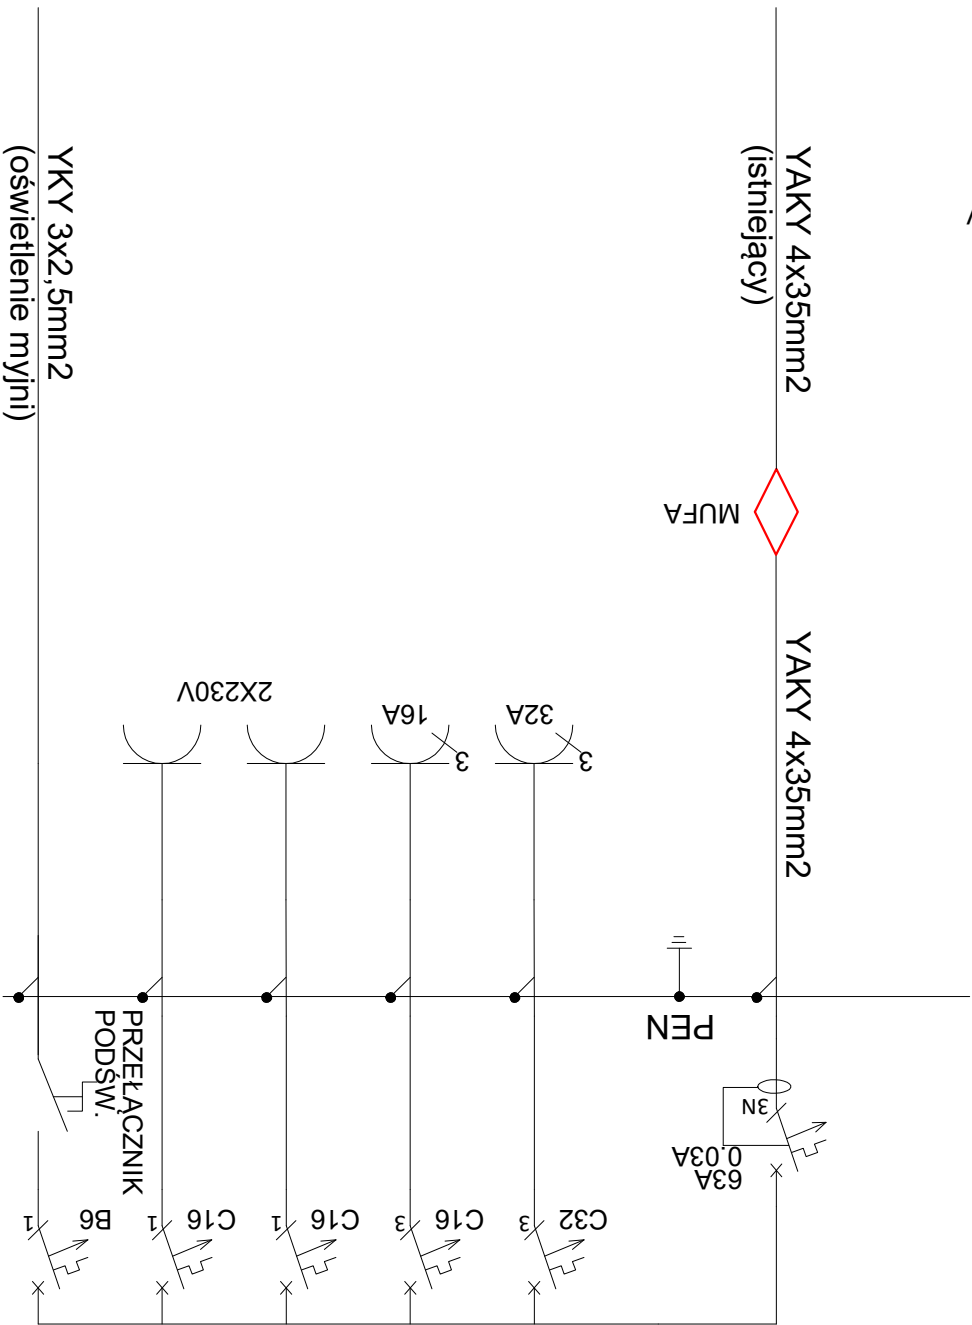 YKY 3x2,5mm2
(oświetlenie myjni)
YAKY 4x35mm2
(istniejący)
MUFA
YAKY 4x35mm2
2X230V
16A
3
32A
3
PEN
PRZEŁĄCZNIK
PODŚW.
3N
63A
0.03A
B6
1
C16
1
C16
1
C16
3
C32
3